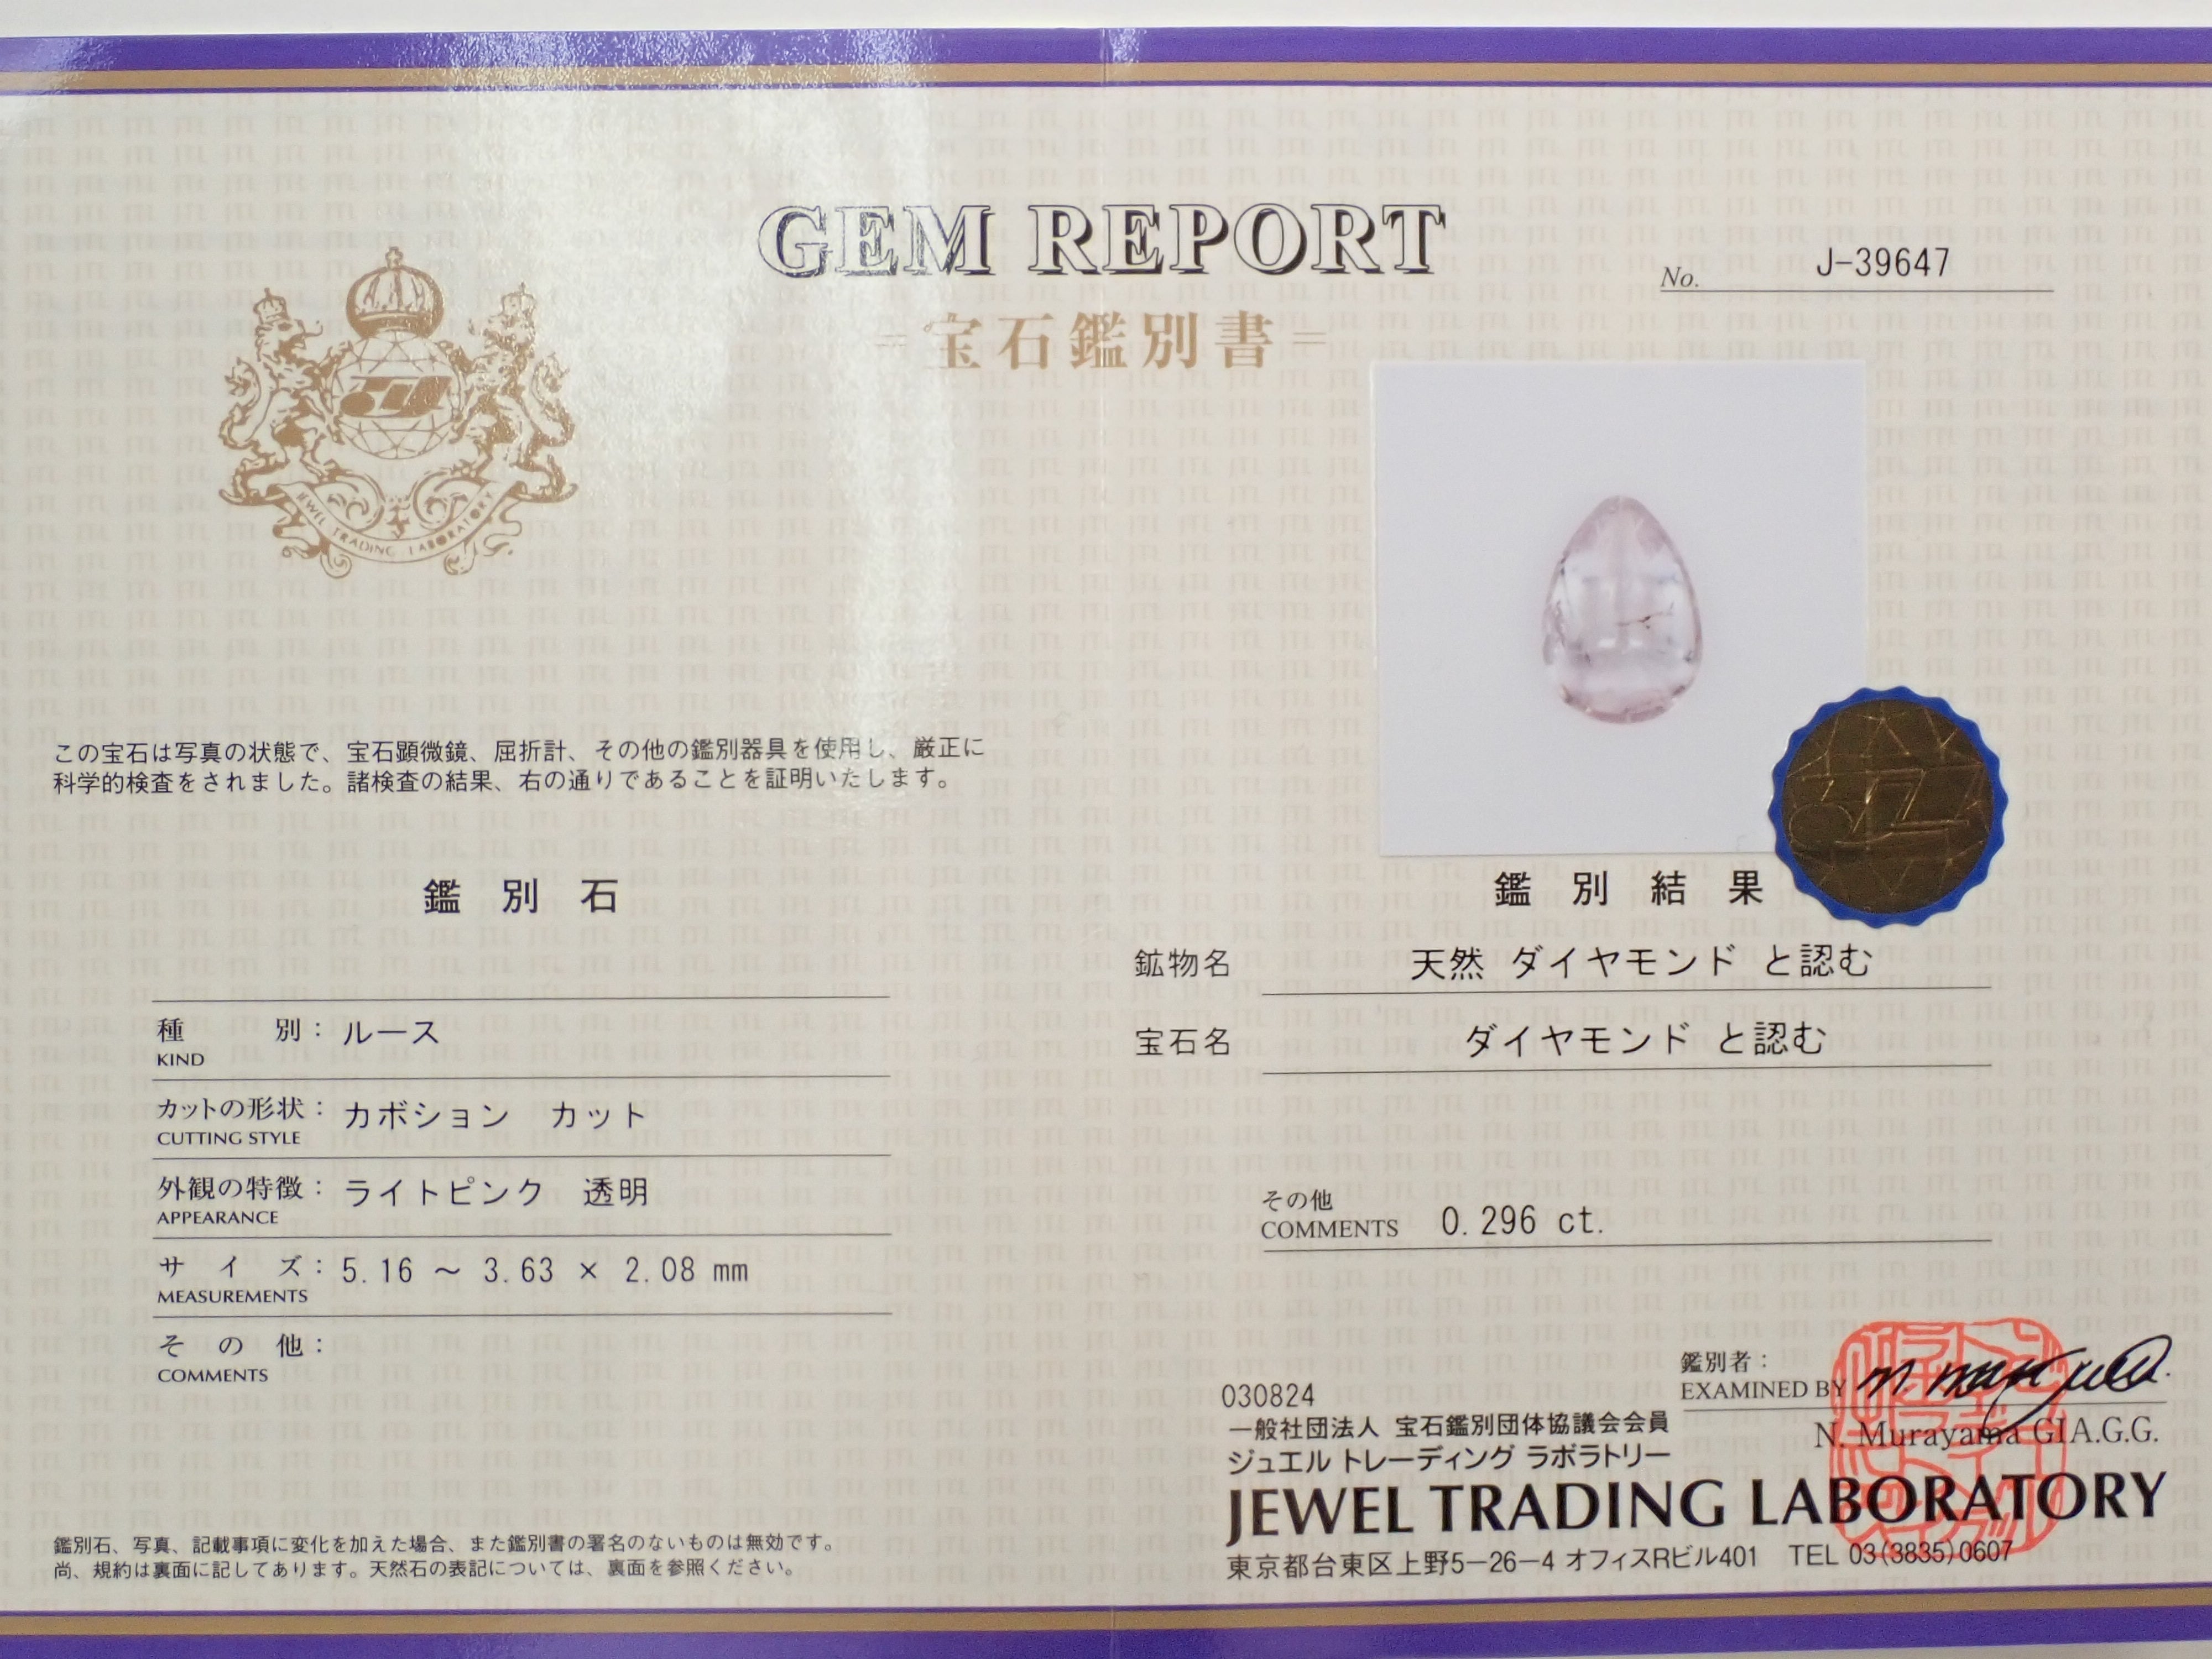 GEM REPORT
=宝石鑑別書=
No. J-39647
JEWEL TRADING LABORATORY
この宝石は写真の状態で、宝石顕微鏡、屈折計、その他の鑑別器具を使用し、厳正に
科学的検査をされました。諸検査の結果、右の通りであることを証明いたします。
鑑別石
種別: ルース
KIND
カットの形状: カボション カット
CUTTING STYLE
外観の特徴: ライトピンク 透明
APPEARANCE
サイズ: 5.16 ～ 3.63 × 2.08 mm
MEASUREMENTS
その他:
COMMENTS
鑑別石、写真、記載事項に変化を加えた場合、また鑑別書の署名のないものは無効です。
尚、規約は裏面に記してあります。天然石の表記については、裏面を参照ください。
鑑別結果
鉱物名 天然 ダイヤモンド と認む
宝石名 ダイヤモンド と認む
その他
COMMENTS 0.296 ct.
鑑別者:
EXAMINED BY
N. Murayama GIA.G.G.
030824
一般社団法人 宝石鑑別団体協議会会員
ジュエル トレーディング ラボラトリー
JEWEL TRADING LABORATORY
東京都台東区上野5-26-4 オフィスRビル401 TEL 03(3835)0607